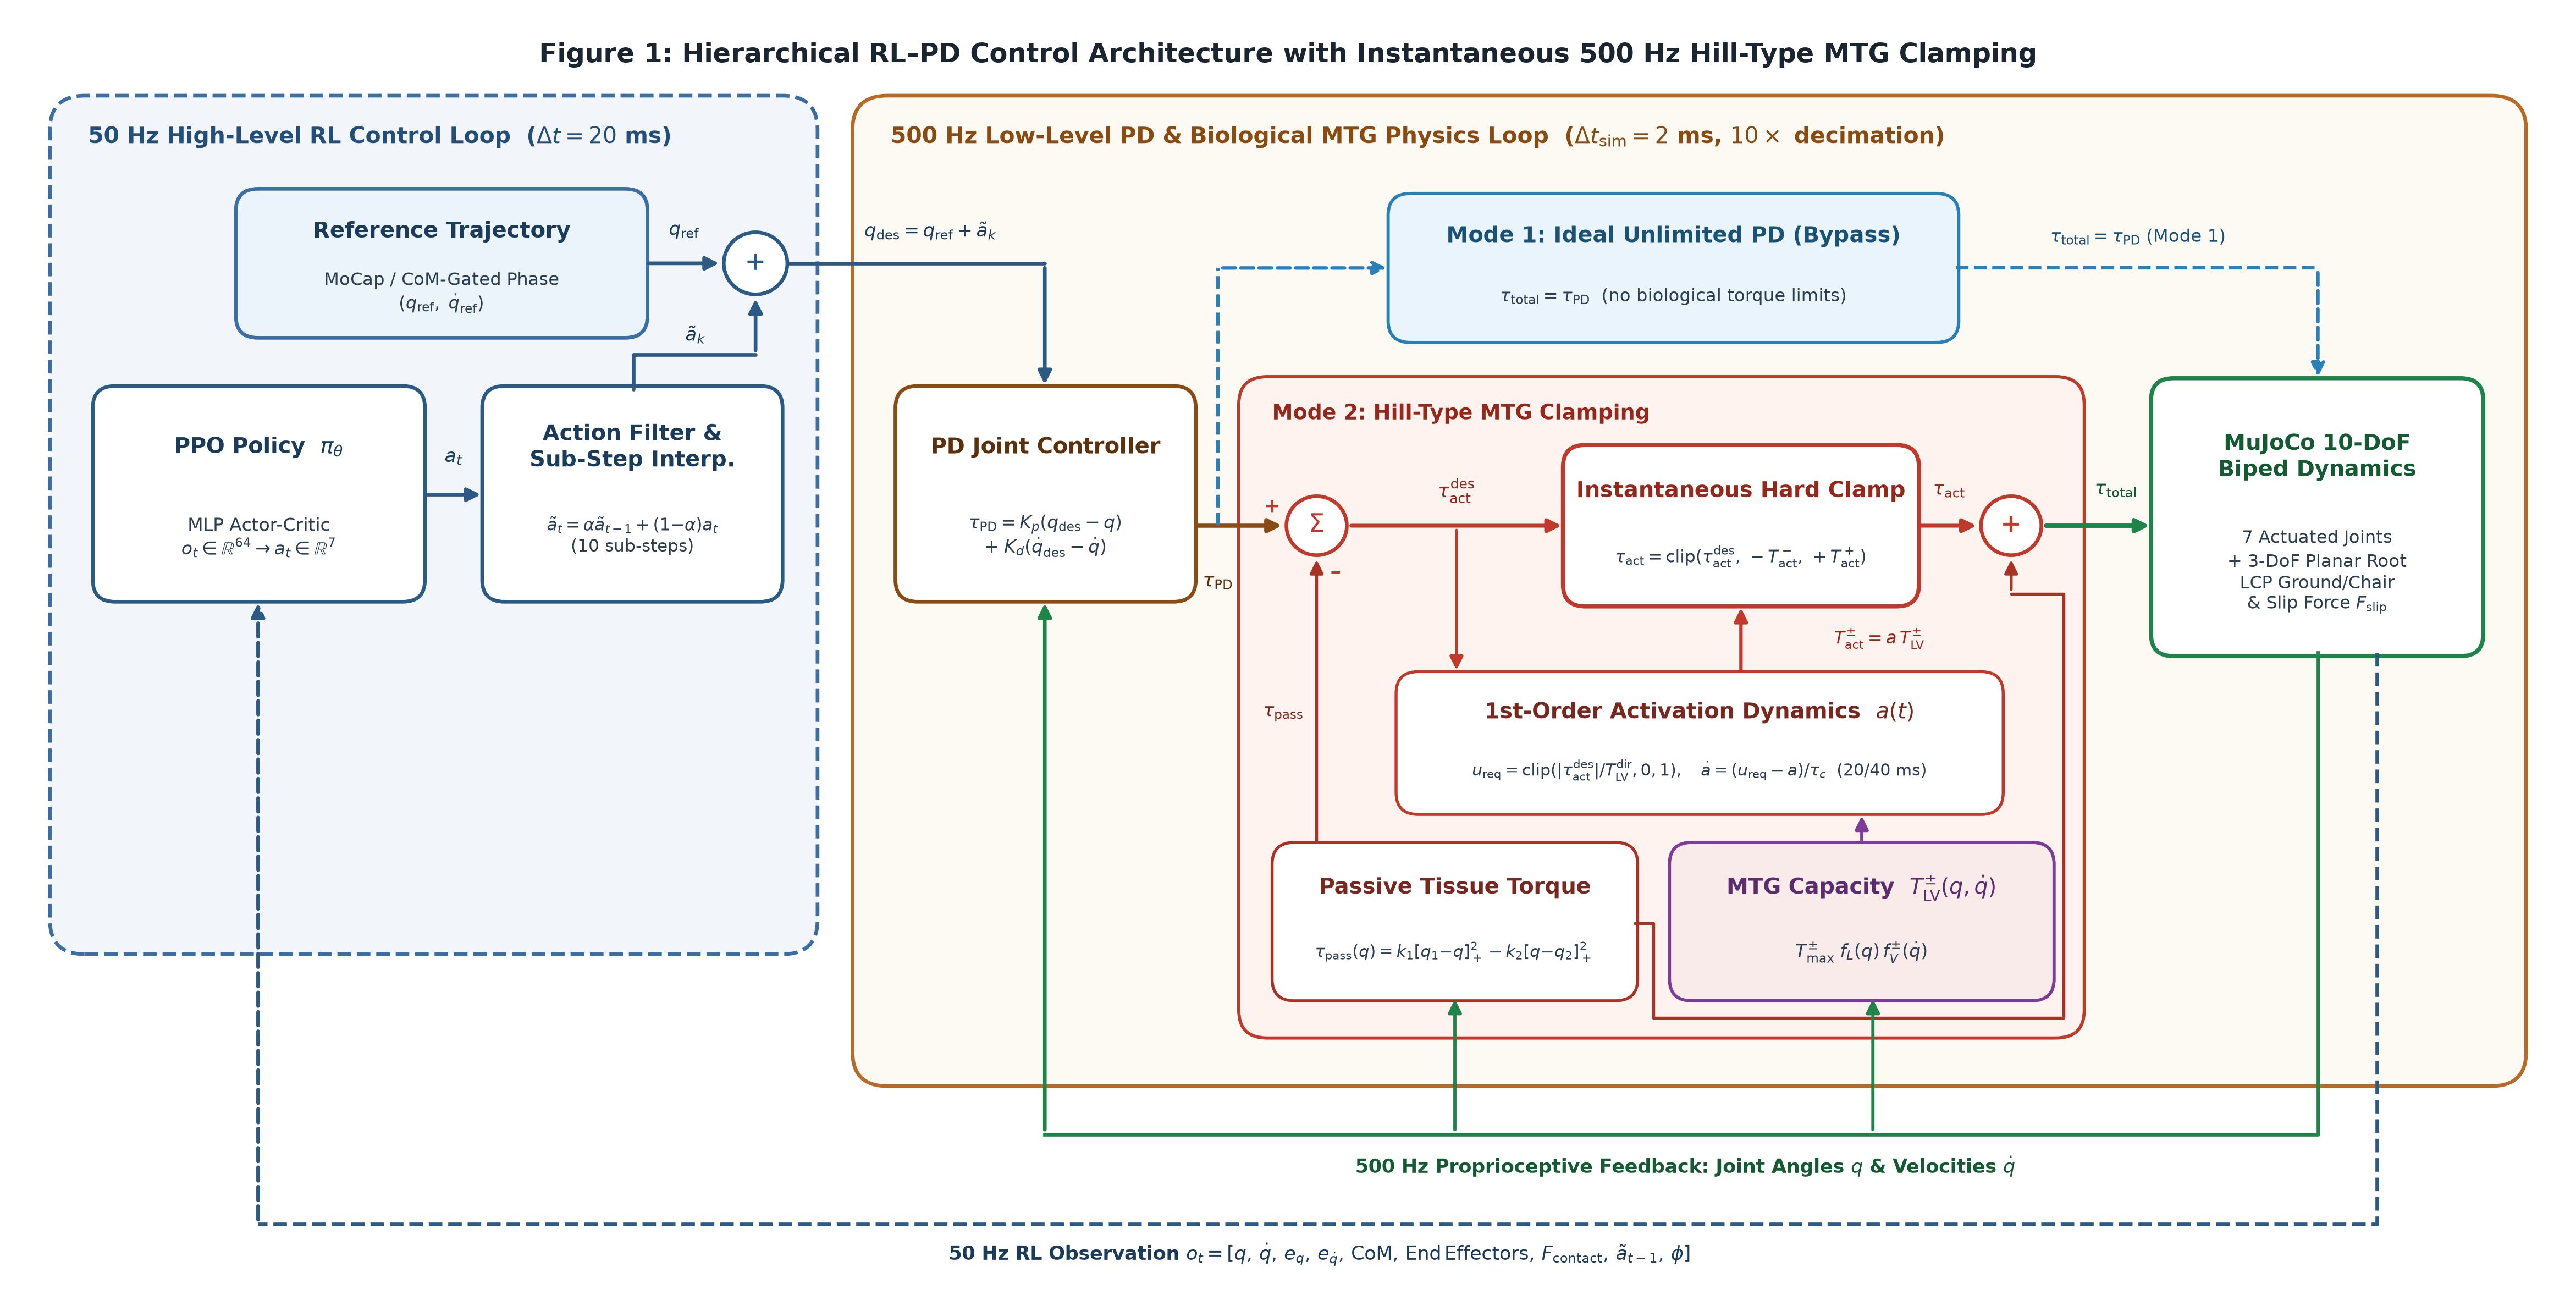 Figure 1: Hierarchical RL–PD Control Architecture with Instantaneous 500 Hz Hill-Type MTG Clamping
50 Hz High-Level RL Control Loop (Δt = 20 ms)
Reference Trajectory
MoCap / CoM-Gated Phase
(q_ref, q̇_ref)
q_ref
+
ã_k
PPO Policy π_θ
MLP Actor-Critic
o_t ∈ ℝ^64 → a_t ∈ ℝ^7
a_t
Action Filter &
Sub-Step Interp.
ã_t = αã_{t−1} + (1−α)a_t
(10 sub-steps)
500 Hz Low-Level PD & Biological MTG Physics Loop (Δt_sim = 2 ms, 10× decimation)
q_des = q_ref + ã_k
Mode 1: Ideal Unlimited PD (Bypass)
τ_total = τ_PD (no biological torque limits)
τ_total = τ_PD (Mode 1)
PD Joint Controller
τ_PD = K_p(q_des − q)
+ K_d(q̇_des − q̇)
τ_PD
Mode 2: Hill-Type MTG Clamping
+
Σ
–
τ_act^des
Instantaneous Hard Clamp
τ_act = clip(τ_act^des, −T_act^−, +T_act^+)
τ_act
+
τ_total
T_act^± = a T_LV^±
τ_pass
1st-Order Activation Dynamics a(t)
u_req = clip(|τ_act^des|/T_LV^dir, 0, 1), ȧ = (u_req − a)/τ_c (20/40 ms)
Passive Tissue Torque
τ_pass(q) = k_1[q_1−q]_+^2 − k_2[q−q_2]_+^2
MTG Capacity T_LV^±(q, q̇)
T_max^± f_L(q) f_V^±(q̇)
MuJoCo 10-DoF
Biped Dynamics
7 Actuated Joints
+ 3-DoF Planar Root
LCP Ground/Chair
& Slip Force F_slip
500 Hz Proprioceptive Feedback: Joint Angles q & Velocities q̇
50 Hz RL Observation o_t = [q, q̇, e_q, e_q̇, CoM, End Effectors, F_contact, ã_{t−1}, ϕ]